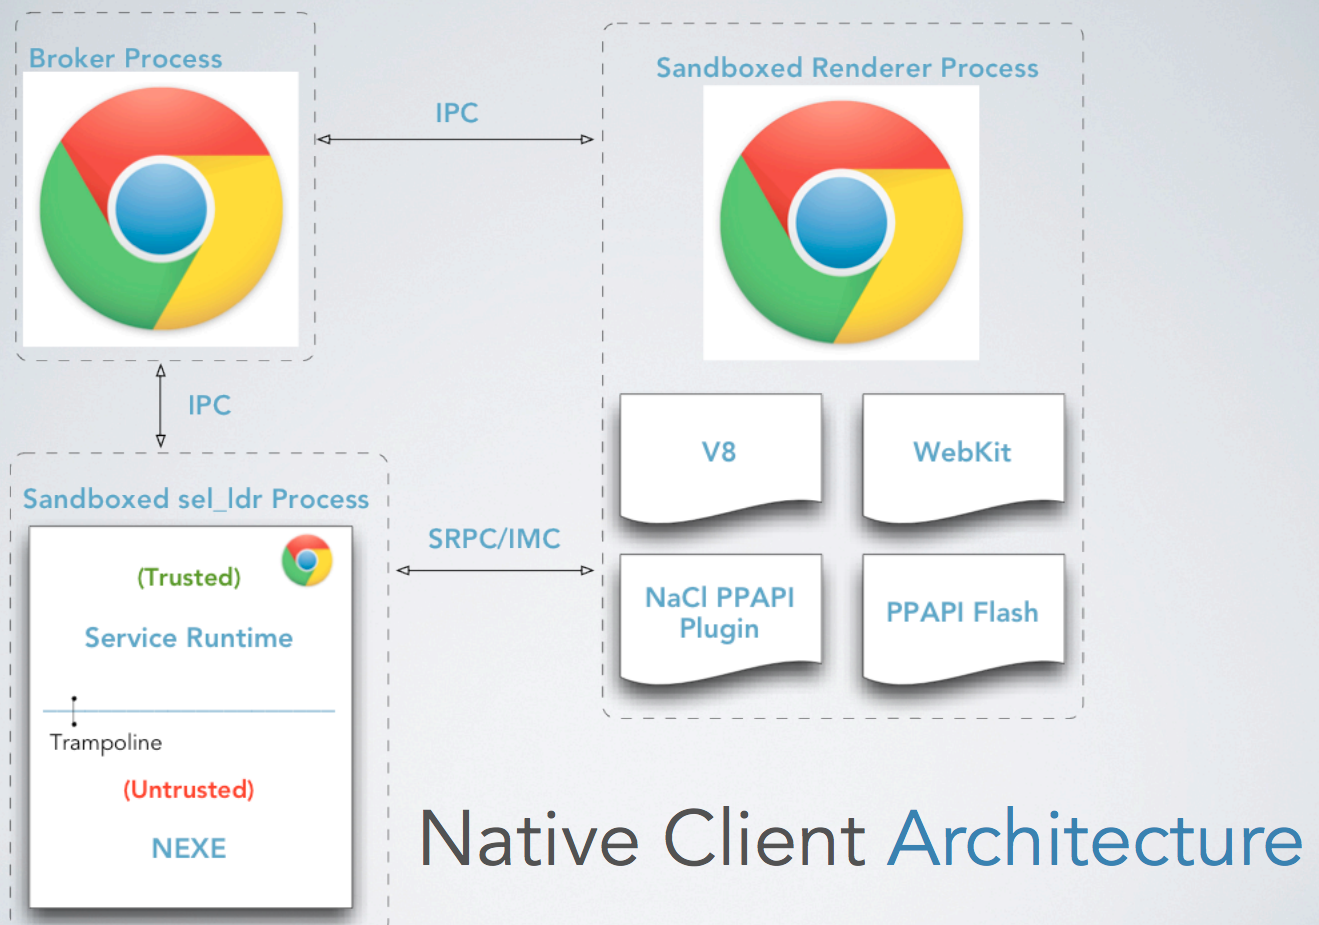 Broker Process
IPC
Sandboxed Renderer Process
IPC
V8
WebKit
Sandboxed sel_ldr Process
SRPC/IMC
NaCl PPAPI
Plugin
PPAPI Flash
(Trusted)
Service Runtime
Trampoline
(Untrusted)
NEXE
Native Client Architecture